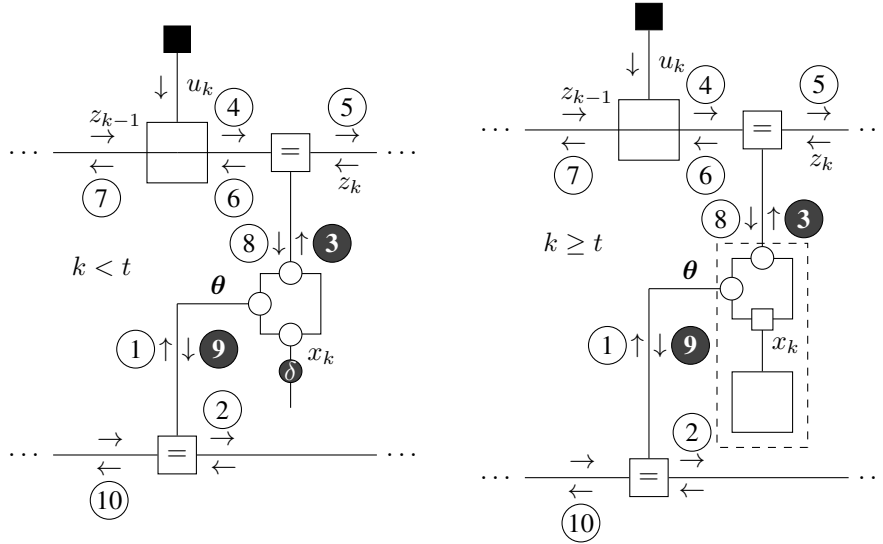 u_k
z_{k-1}
4
5
··· = ···
7
6
z_k
8
3
k < t
θ
1
9
x_k
δ
2
··· = ···
10
u_k
z_{k-1}
4
5
··· = ···
7
6
z_k
8
3
k ≥ t
θ
1
9
x_k
2
··· = ···
10